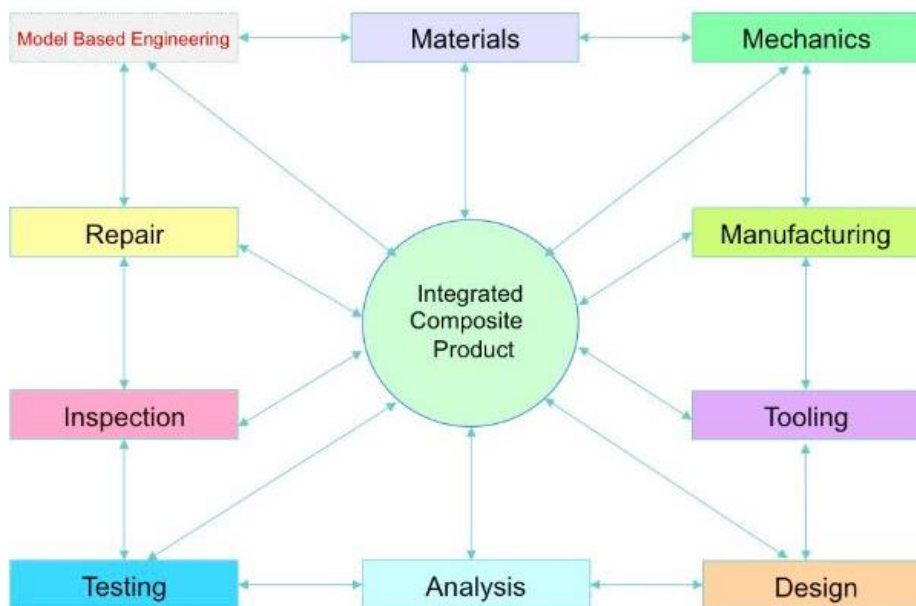 Model Based Engineering
Materials
Mechanics
Repair
Manufacturing
Integrated
Composite
Product
Inspection
Tooling
Testing
Analysis
Design